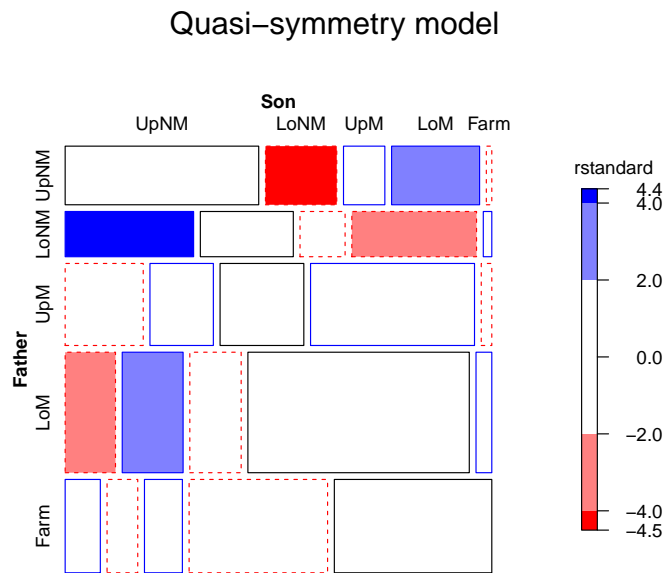 Quasi−symmetry model
Son
UpNM LoNM UpM LoM Farm
Father
UpNM
LoNM
UpM
LoM
Farm
rstandard
4.4
4.0
2.0
0.0
−2.0
−4.0
−4.5